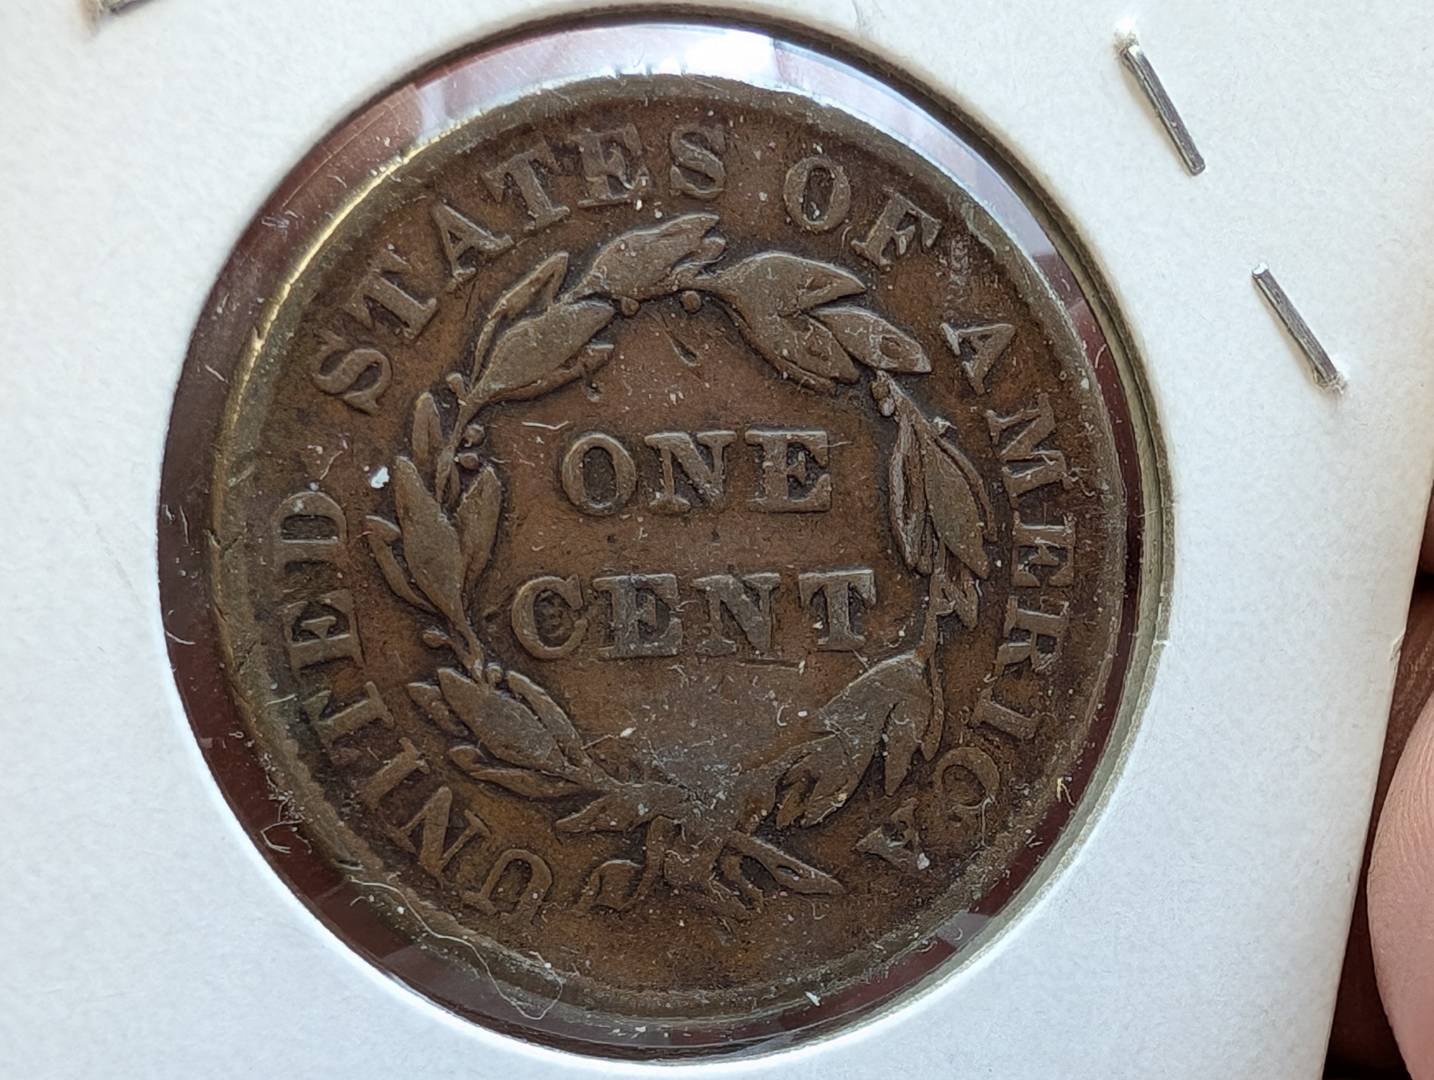 UNITED STATES OF AMERICA
ONE
CENT